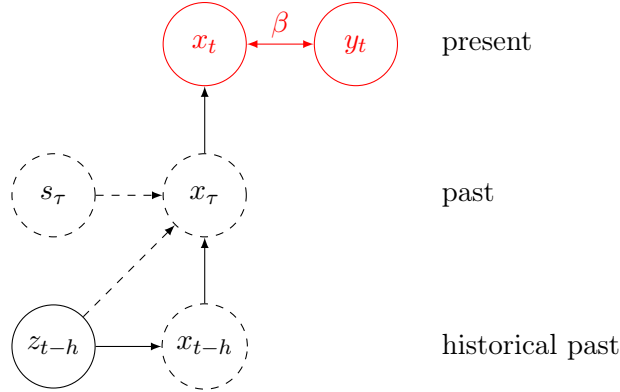 β
x_t y_t present
s_τ x_τ past
z_{t−h} x_{t−h} historical past